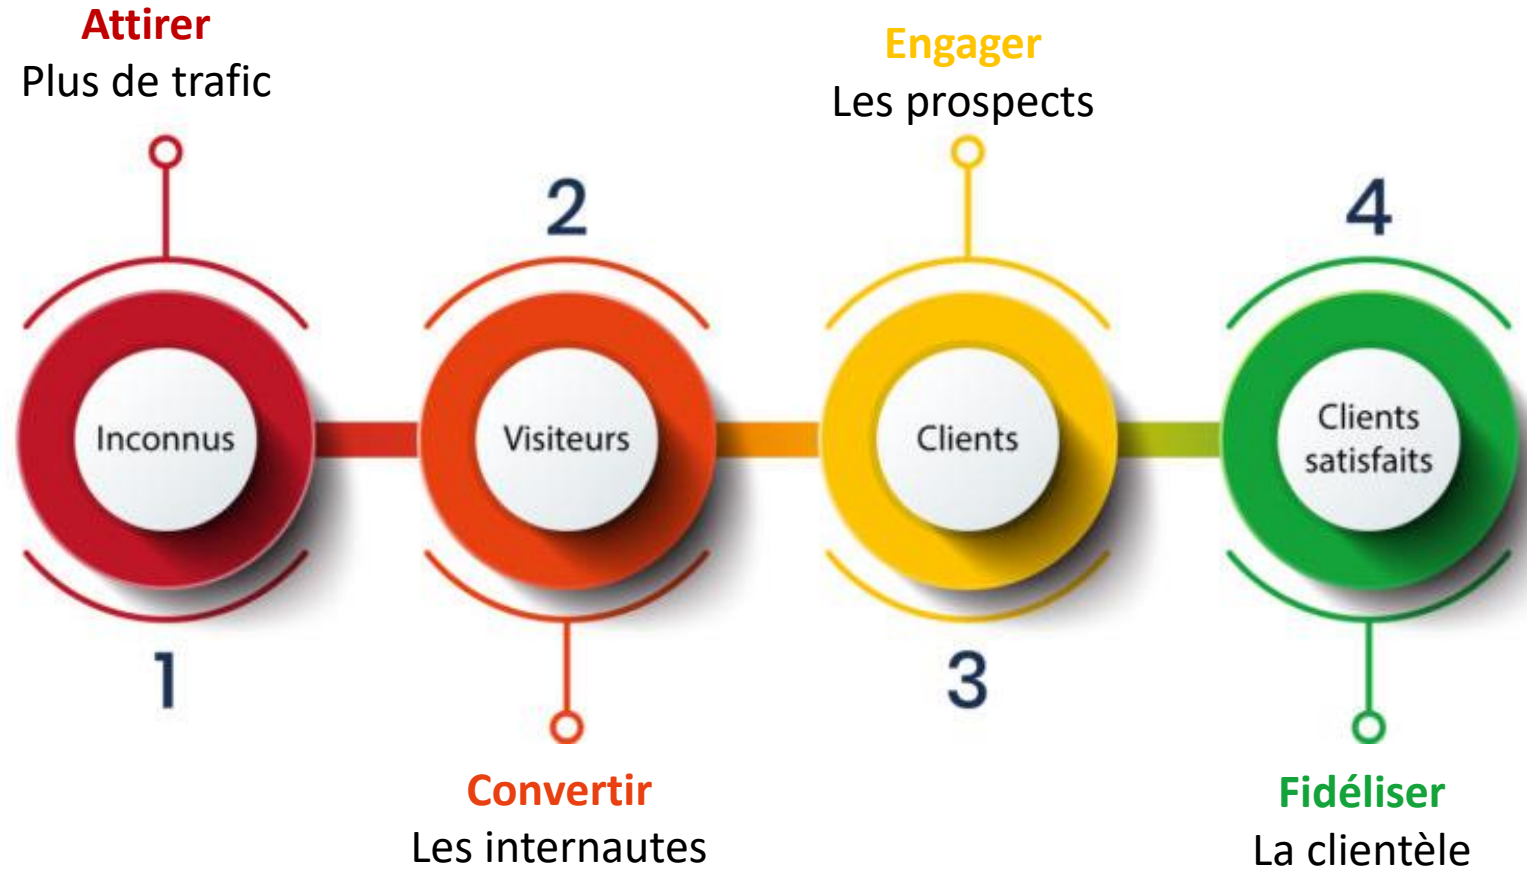 Attirer
Plus de trafic
Inconnus
1
2
Visiteurs
Convertir
Les internautes
Engager
Les prospects
Clients
3
4
Clients
satisfaits
Fidéliser
La clientèle